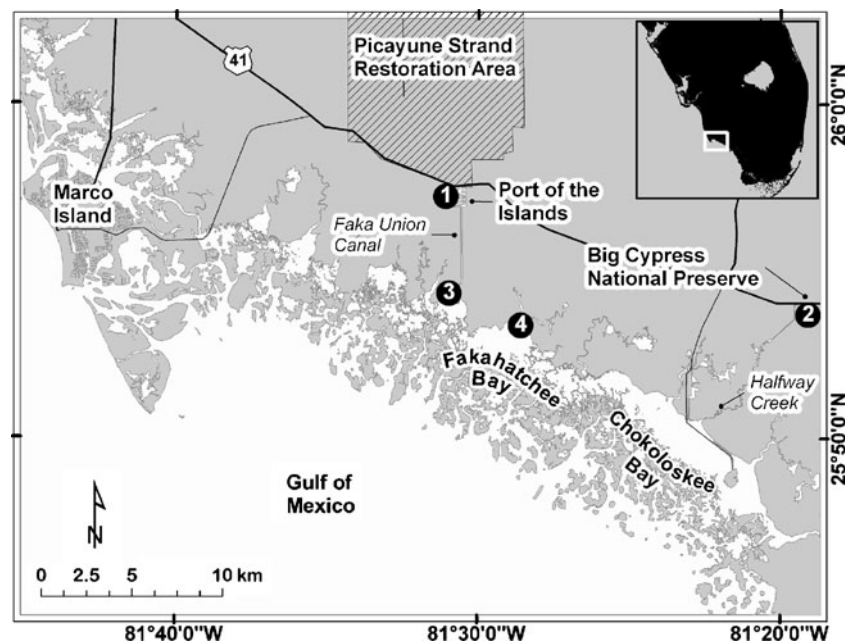 Picayune Strand
Restoration Area
41
26°0'0"N
1
Port of the
Islands
Marco
Island
Faka Union
Canal
Big Cypress
National Preserve
3
2
4
Fakahatchee
Bay
Halfway
Creek
Chokoloskee
Bay
25°50'0"N
Gulf of
Mexico
N
0 2.5 5 10 km
81°40'0"W
81°30'0"W
81°20'0"W